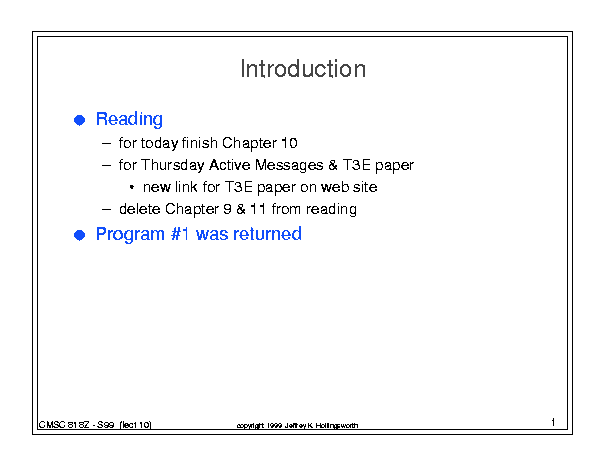 Introduction
Reading
– for today finish Chapter 10
– for Thursday Active Messages & T3E paper
• new link for T3E paper on web site
– delete Chapter 9 & 11 from reading
Program #1 was returned
CMSC 818Z - S99 (lect 10)
copyright 1999 Jeffrey K. Hollingsworth
1